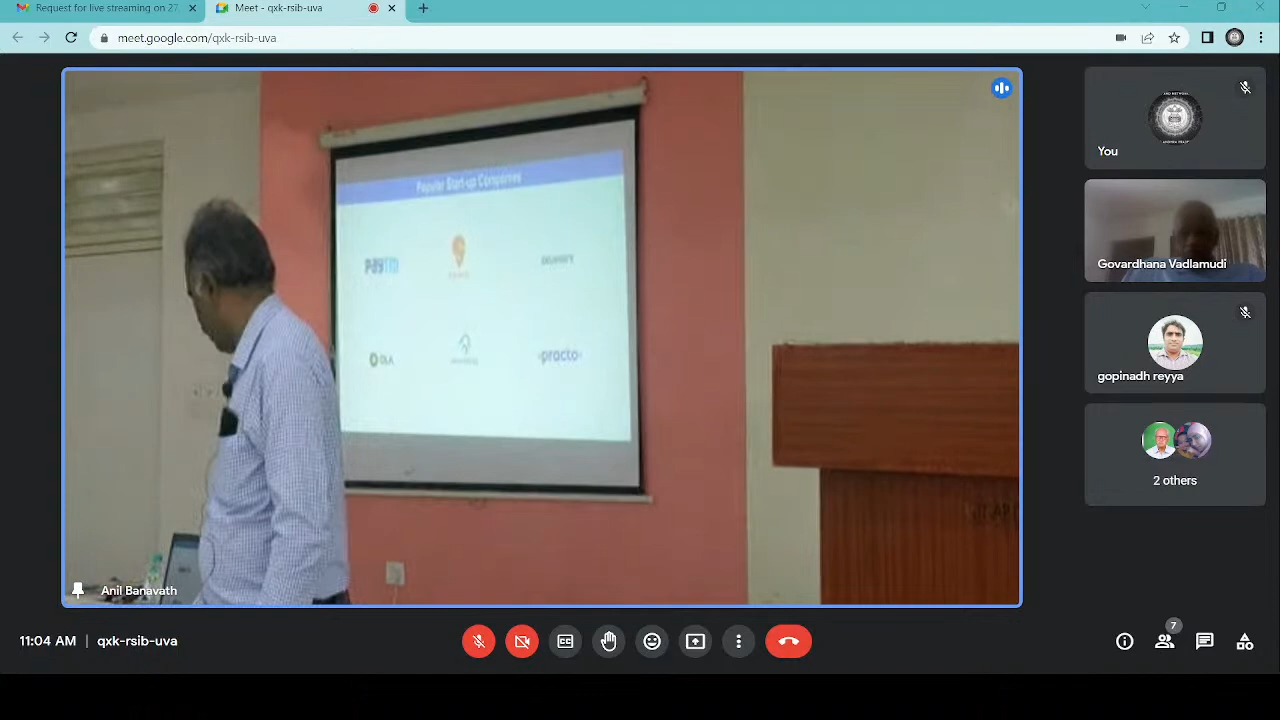 Request for live streaming on 27
Meet - qxk-rsib-uva
meet.google.com/qxk-rsib-uva
Popular Start-up Companies
PAYTM
DELHIVERY
OLA
practo
Anil Banavath
You
Govardhana Vadlamudi
gopinadh reyya
2 others
11:04 AM
qxk-rsib-uva
7